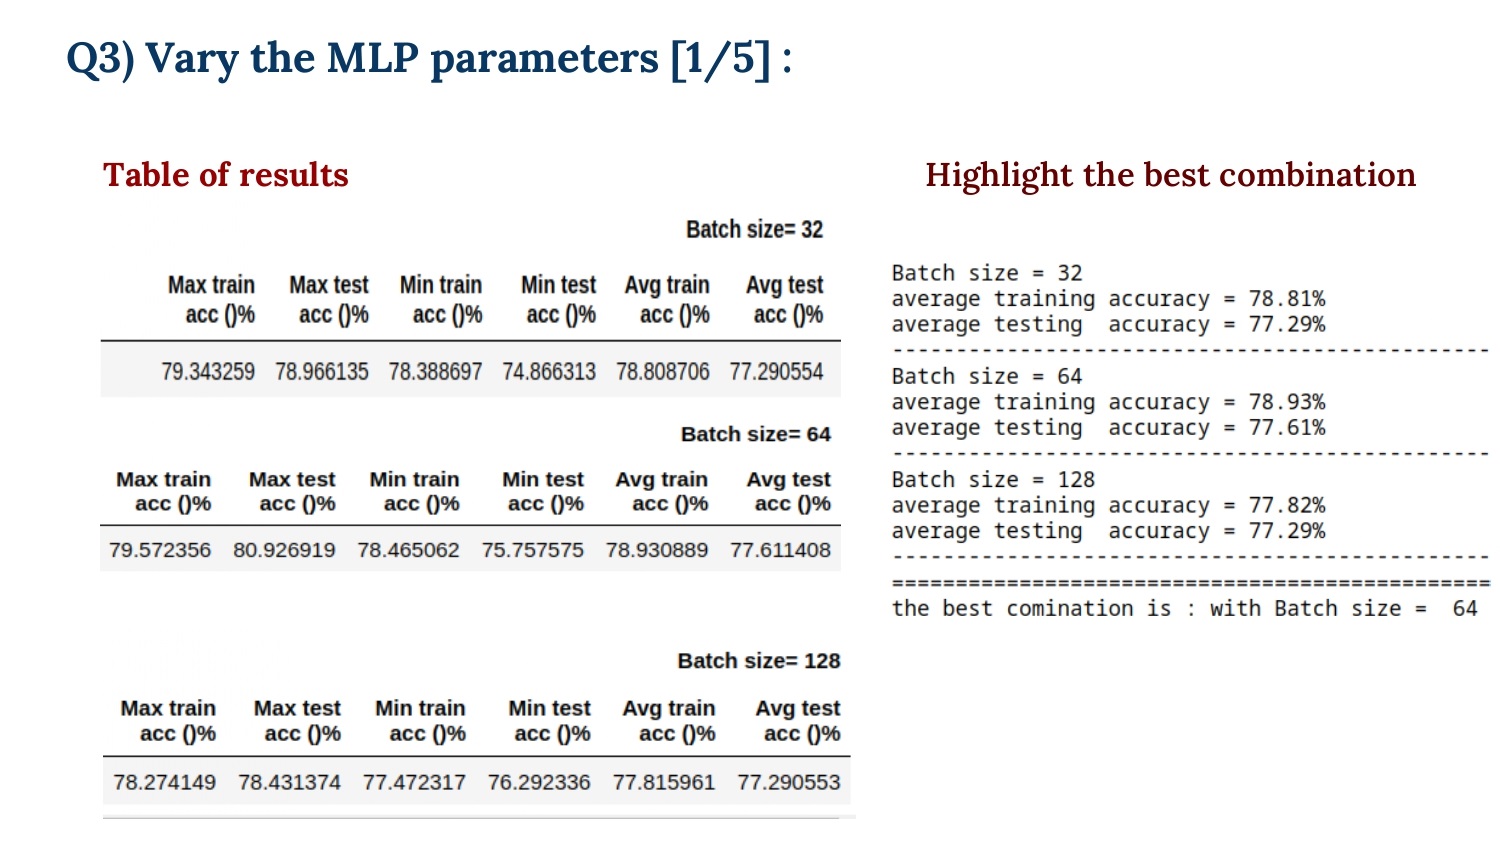 Q3) Vary the MLP parameters [1/5] :
Table of results
Batch size= 32
Max train Max test Min train Min test Avg train Avg test
acc ()% acc ()% acc ()% acc ()% acc ()% acc ()%
79.343259 78.966135 78.388697 74.866313 78.808706 77.290554
Batch size= 64
Max train Max test Min train Min test Avg train Avg test
acc ()% acc ()% acc ()% acc ()% acc ()% acc ()%
79.572356 80.926919 78.465062 75.757575 78.930889 77.611408
Batch size= 128
Max train Max test Min train Min test Avg train Avg test
acc ()% acc ()% acc ()% acc ()% acc ()% acc ()%
78.274149 78.431374 77.472317 76.292336 77.815961 77.290553
Highlight the best combination
Batch size = 32
average training accuracy = 78.81%
average testing  accuracy = 77.29%
-----------------------------------------------
Batch size = 64
average training accuracy = 78.93%
average testing  accuracy = 77.61%
-----------------------------------------------
Batch size = 128
average training accuracy = 77.82%
average testing  accuracy = 77.29%
-----------------------------------------------
===============================================
the best comination is : with Batch size =  64